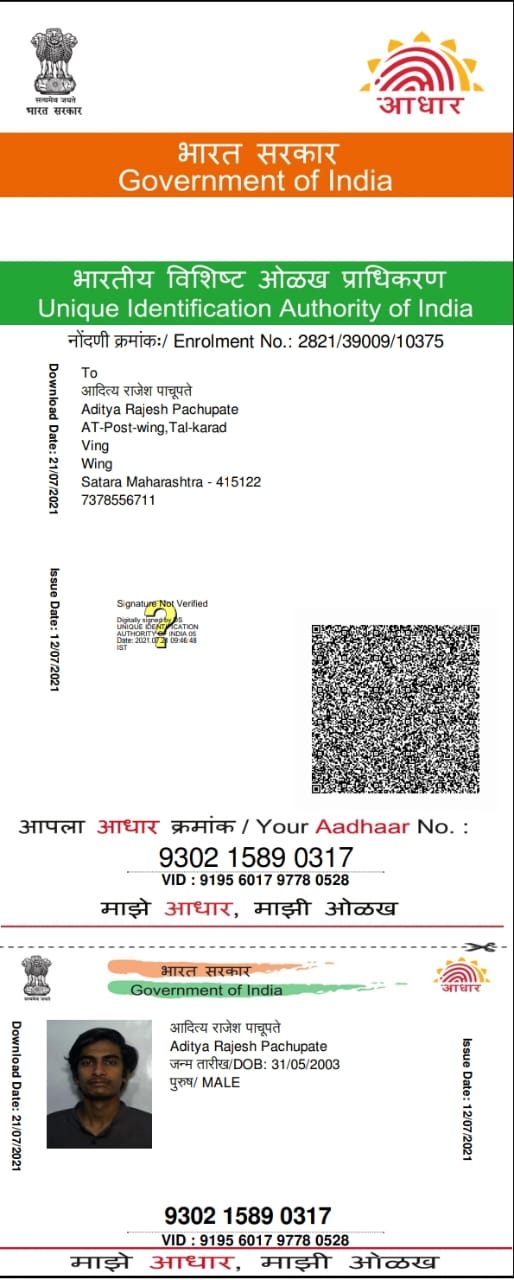 सत्यमेव जयते
भारत सरकार
आधार
भारत सरकार
Government of India
भारतीय विशिष्ट ओळख प्राधिकरण
Unique Identification Authority of India
नोंदणी क्रमांकः/ Enrolment No.: 2821/39009/10375
Download Date: 21/07/2021
To
आदित्य राजेश पाचूपते
Aditya Rajesh Pachupate
AT-Post-wing,Tal-karad
Ving
Wing
Satara Maharashtra - 415122
7378556711
Issue Date: 12/07/2021
Signature Not Verified
Digitally signed by DS
UNIQUE IDENTIFICATION
AUTHORITY OF INDIA 05
Date: 2021.07.21 09:46:48
IST
?
आपला आधार क्रमांक / Your Aadhaar No. :
9302 1589 0317
VID : 9195 6017 9778 0528
माझे आधार, माझी ओळख
सत्यमेव जयते
भारत सरकार
Government of India
आधार
Download Date: 21/07/2021
आदित्य राजेश पाचूपते
Aditya Rajesh Pachupate
जन्म तारीख/DOB: 31/05/2003
पुरुष/ MALE
Issue Date: 12/07/2021
9302 1589 0317
VID : 9195 6017 9778 0528
माझे आधार, माझी ओळख